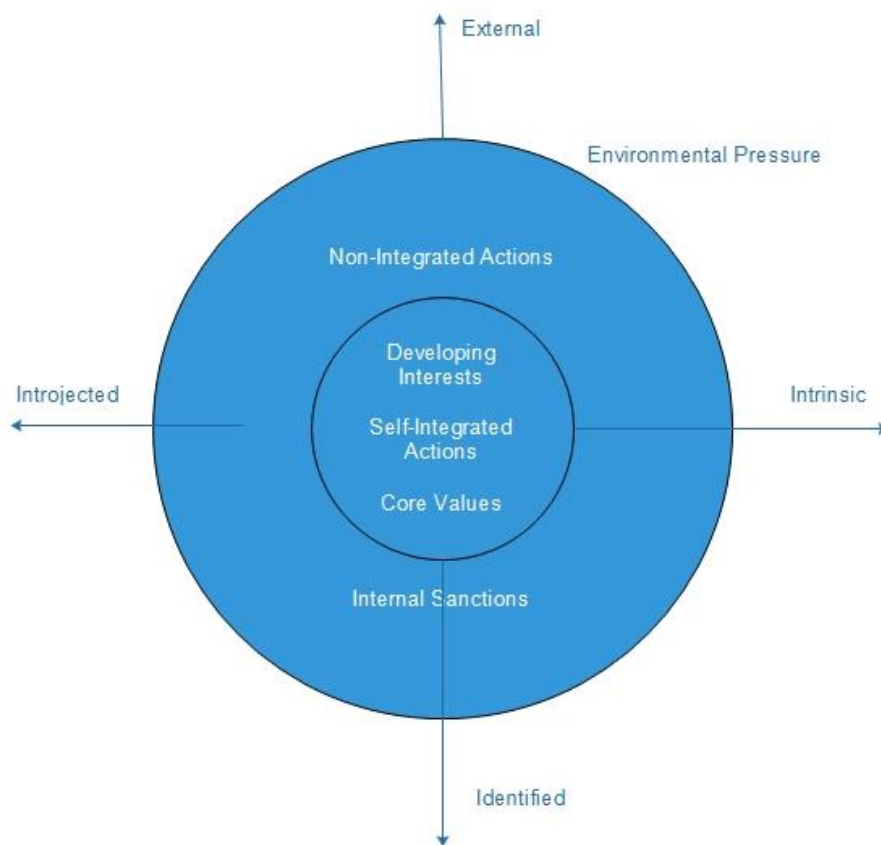 External
Environmental Pressure
Non-Integrated Actions
Developing
Interests
Introjected
Intrinsic
Self-Integrated
Actions
Core Values
Internal Sanctions
Identified